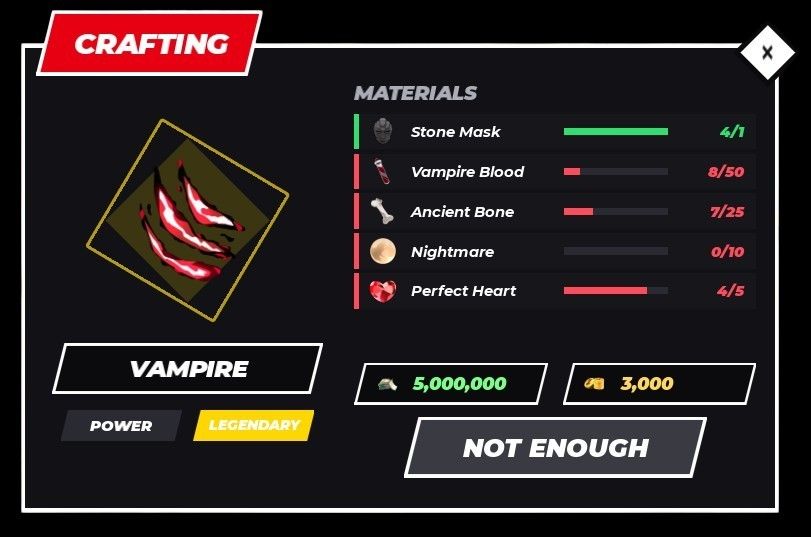 CRAFTING
X
MATERIALS
Stone Mask 4/1
Vampire Blood 8/50
Ancient Bone 7/25
Nightmare 0/10
Perfect Heart 4/5
VAMPIRE
POWER LEGENDARY
5,000,000 3,000
NOT ENOUGH